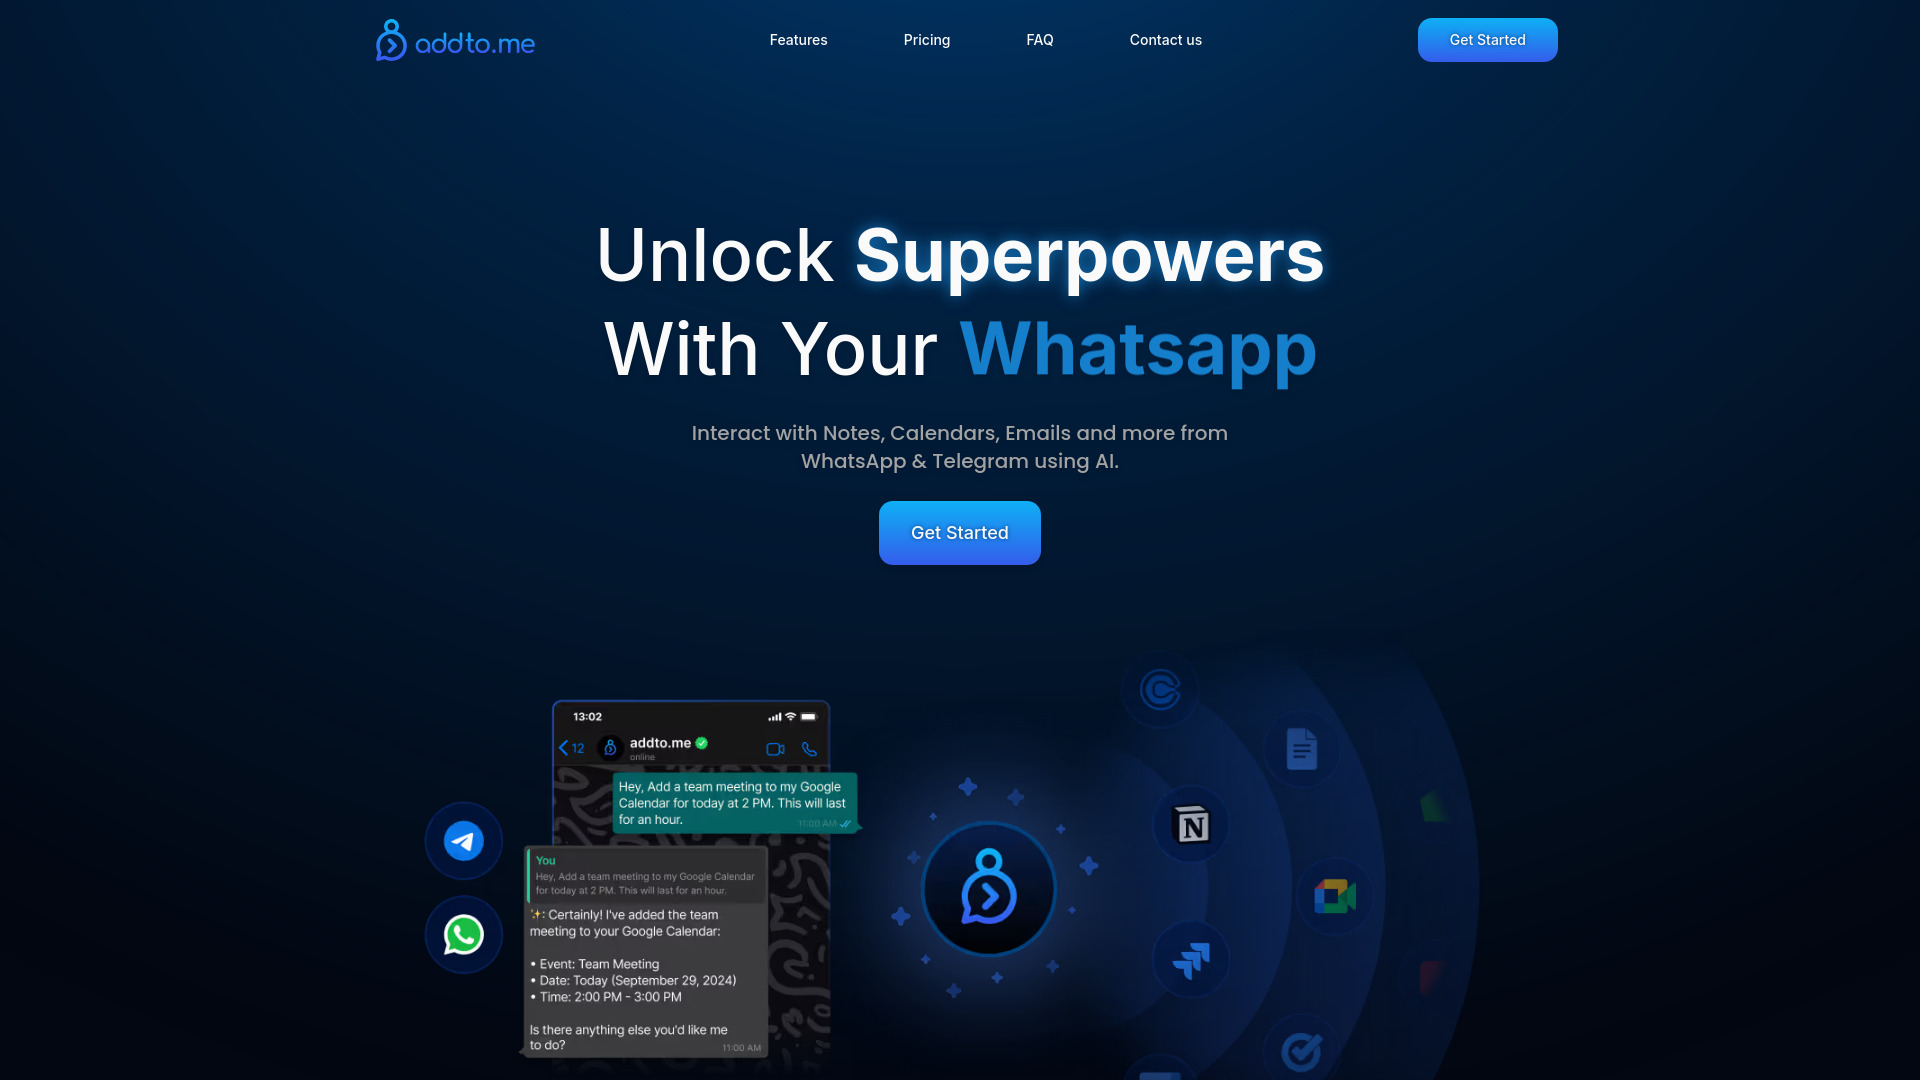 addto.me
Features
Pricing
FAQ
Contact us
Get Started
Unlock Superpowers
With Your Whatsapp
Interact with Notes, Calendars, Emails and more from
WhatsApp & Telegram using AI.
Get Started
13:02
12
addto.me
online
Hey, Add a team meeting to my Google
Calendar for today at 2 PM. This will last
for an hour.
11:00 AM
You
Hey, Add a team meeting to my Google Calendar
for today at 2 PM. This will last for an hour.
✨: Certainly! I've added the team
meeting to your Google Calendar:
• Event: Team Meeting
• Date: Today (September 29, 2024)
• Time: 2:00 PM - 3:00 PM
Is there anything else you'd like me
to do?
11:00 AM
N